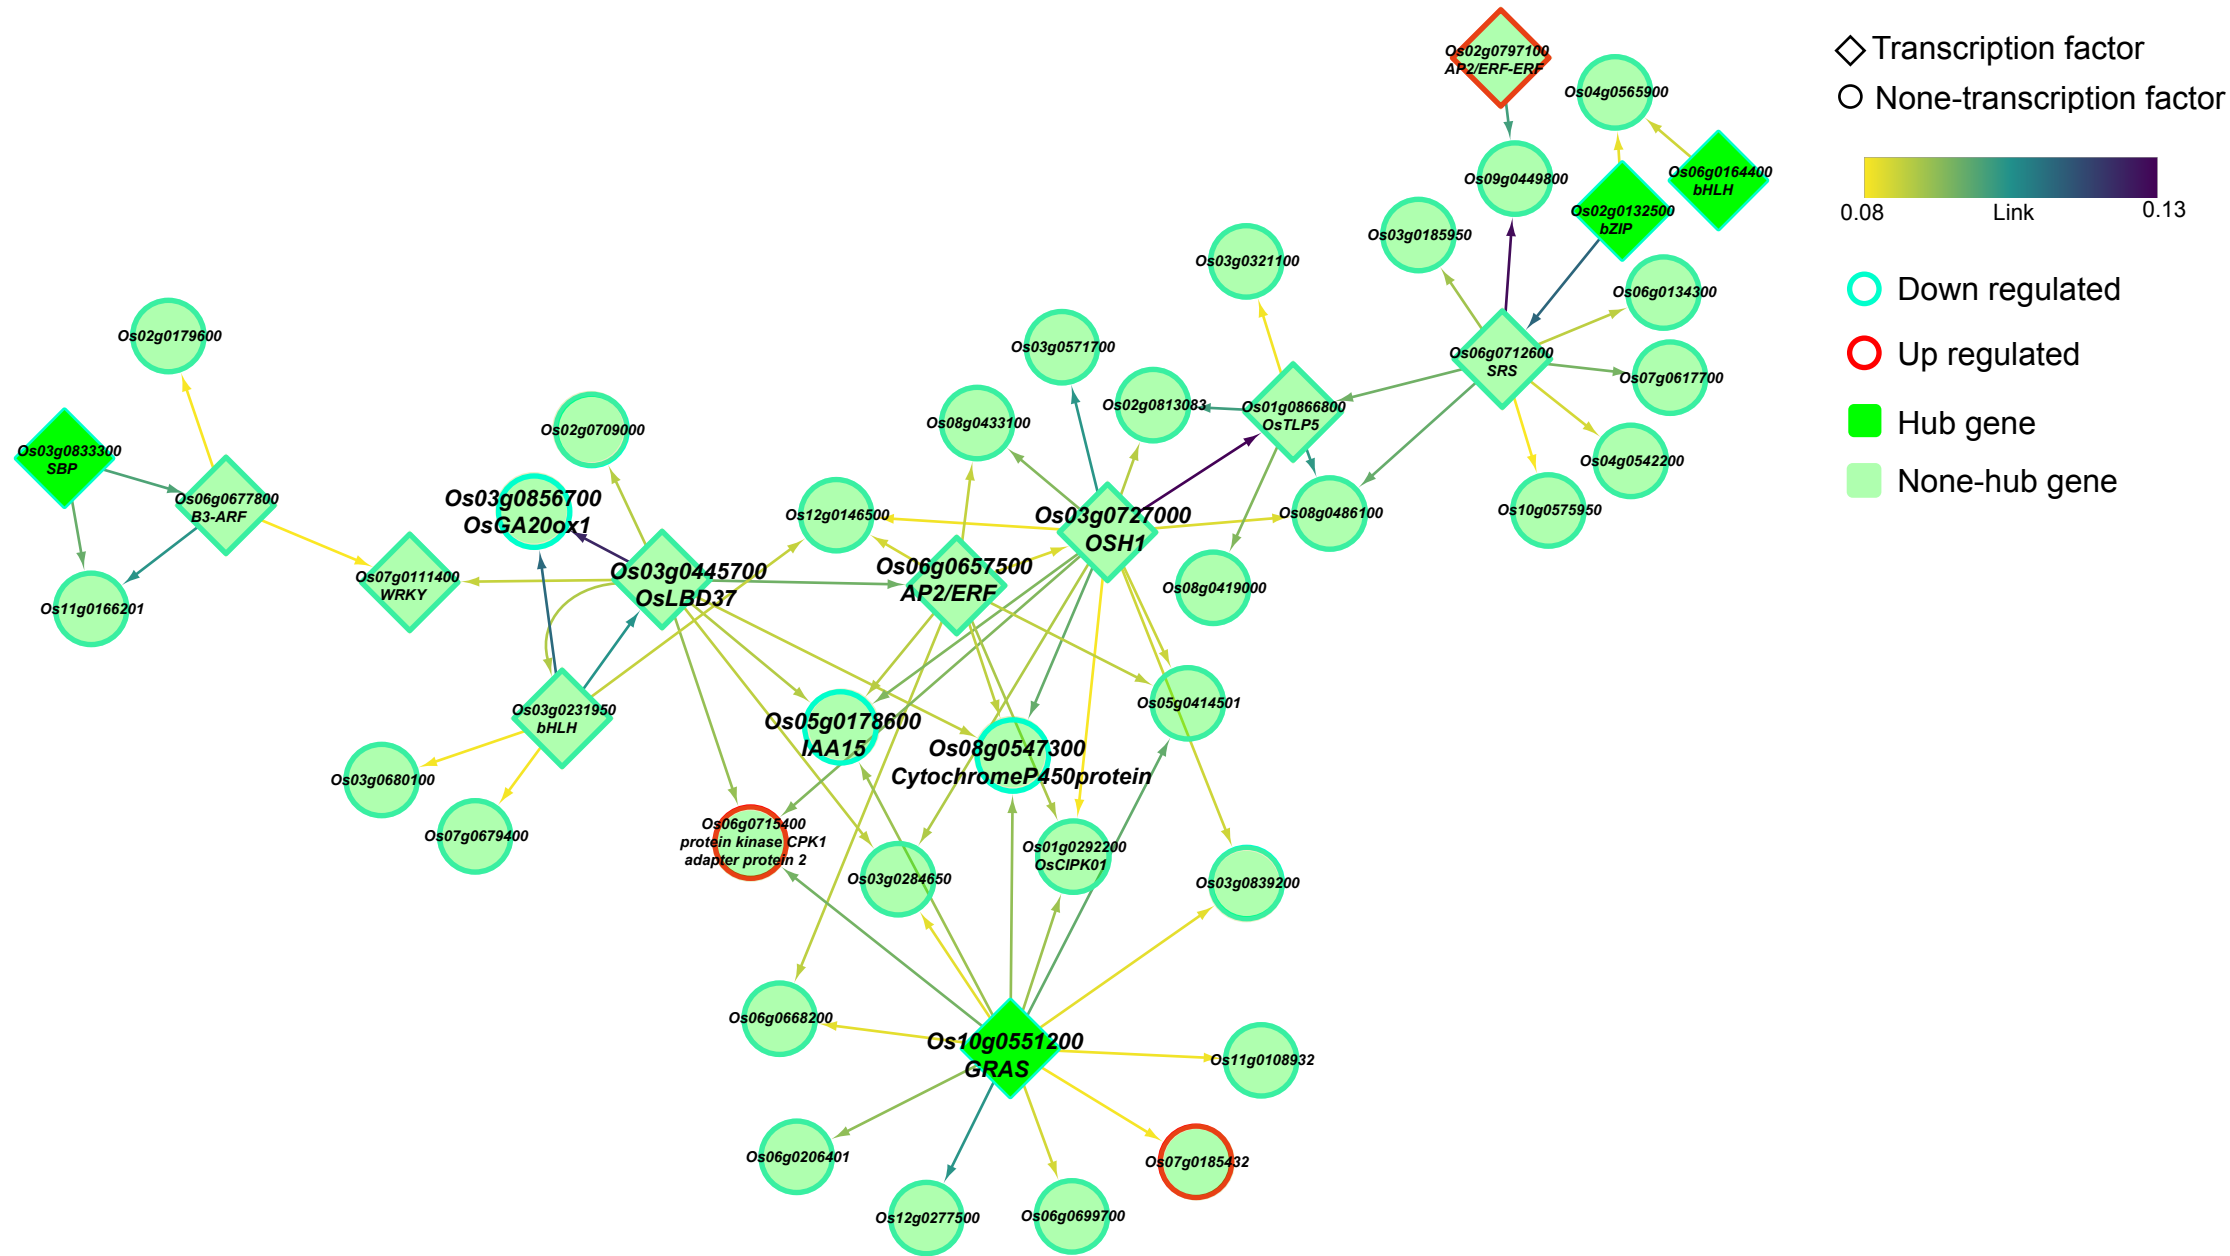 Os02g0797100
AP2/ERF-ERF
Os04g0565900
Os06g0164400
bHLH
Os09g0449800
Os02g0132500
bZIP
Os03g0185950
Os03g0321100
Os06g0134300
Os02g0179600
Os03g0571700
Os06g0712600
SRS
Os07g0617700
Os02g0813083
Os01g0866800
OsTLP5
Os08g0433100
Os02g0709000
Os03g0833300
SBP
Os04g0542200
Os06g0677800
B3-ARF
Os03g0856700
OsGA20ox1
Os12g0146500
Os03g0727000
OSH1
Os08g0486100
Os10g0575950
Os07g0111400
WRKY
Os03g0445700
OsLBD37
Os06g0657500
AP2/ERF
Os08g0419000
Os11g0166201
Os03g0231950
bHLH
Os05g0178600
IAA15
Os08g0547300
CytochromeP450protein
Os05g0414501
Os03g0680100
Os07g0679400
Os06g0715400
protein kinase CPK1
adapter protein 2
Os03g0284650
Os01g0292200
OsCIPK01
Os03g0839200
Os06g0668200
Os10g0551200
GRAS
Os11g0108932
Os06g0206401
Os07g0185432
Os12g0277500
Os06g0699700
Transcription factor
None-transcription factor
0.08
Link
0.13
Down regulated
Up regulated
Hub gene
None-hub gene